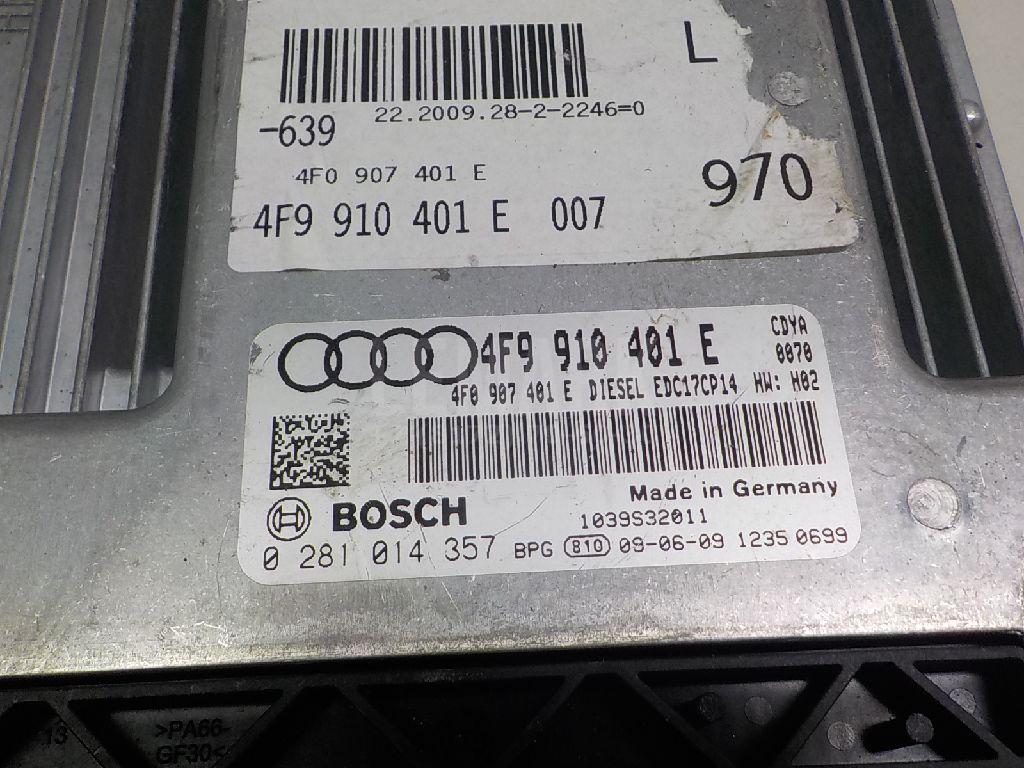 L
22.2009.28-2-2246=0
-639
4F0 907 401 E
970
4F9 910 401 E 007
4F9 910 401 E
CDYA
0070
4F0 907 401 E DIESEL EDC17CP14 HW: H02
Made in Germany
BOSCH
1039S32011
0 281 014 357 BPG 810 09-06-09 1235 0699
13
>PA66-
GF30<